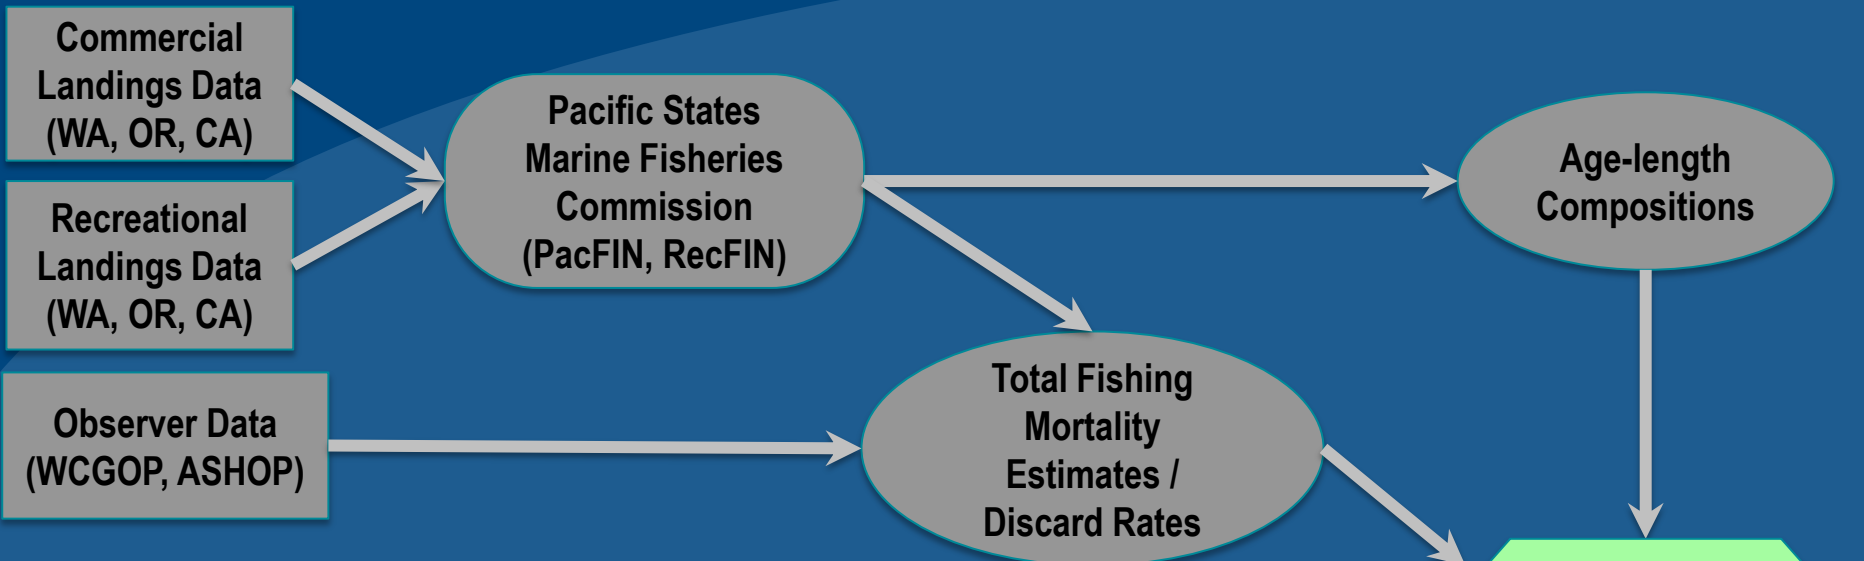 Commercial
Landings Data
(WA, OR, CA)
Pacific States
Marine Fisheries
Commission
(PacFIN, RecFIN)
Age-length
Compositions
Recreational
Landings Data
(WA, OR, CA)
Observer Data
(WCGOP, ASHOP)
Total Fishing
Mortality
Estimates /
Discard Rates